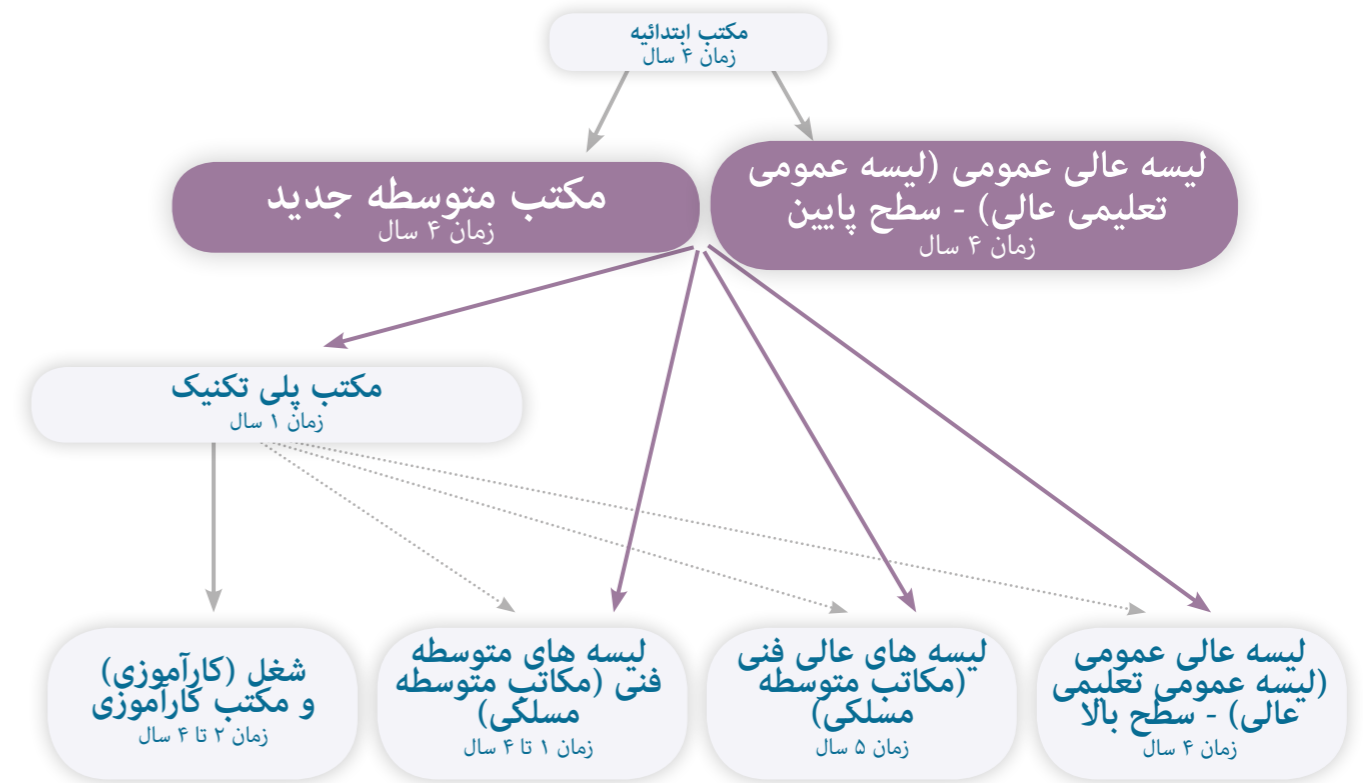 مکتب ابتدائیه
زمان ۴ سال
لیسه عالی عمومی (لیسه عمومی
تعلیمی عالی) - سطح پایین
زمان ۴ سال
مکتب متوسطه جدید
زمان ۴ سال
مکتب پلی تکنیک
زمان ۱ سال
لیسه عالی عمومی
(لیسه عمومی تعلیمی
عالی) - سطح بالا
زمان ۴ سال
لیسه های عالی فنی
(مکاتب متوسطه
مسلکی)
زمان ۵ سال
لیسه های متوسطه
فنی (مکاتب متوسطه
مسلکی)
زمان ۱ تا ۴ سال
شغل (کارآموزی)
و مکتب کارآموزی
زمان ۲ تا ۴ سال